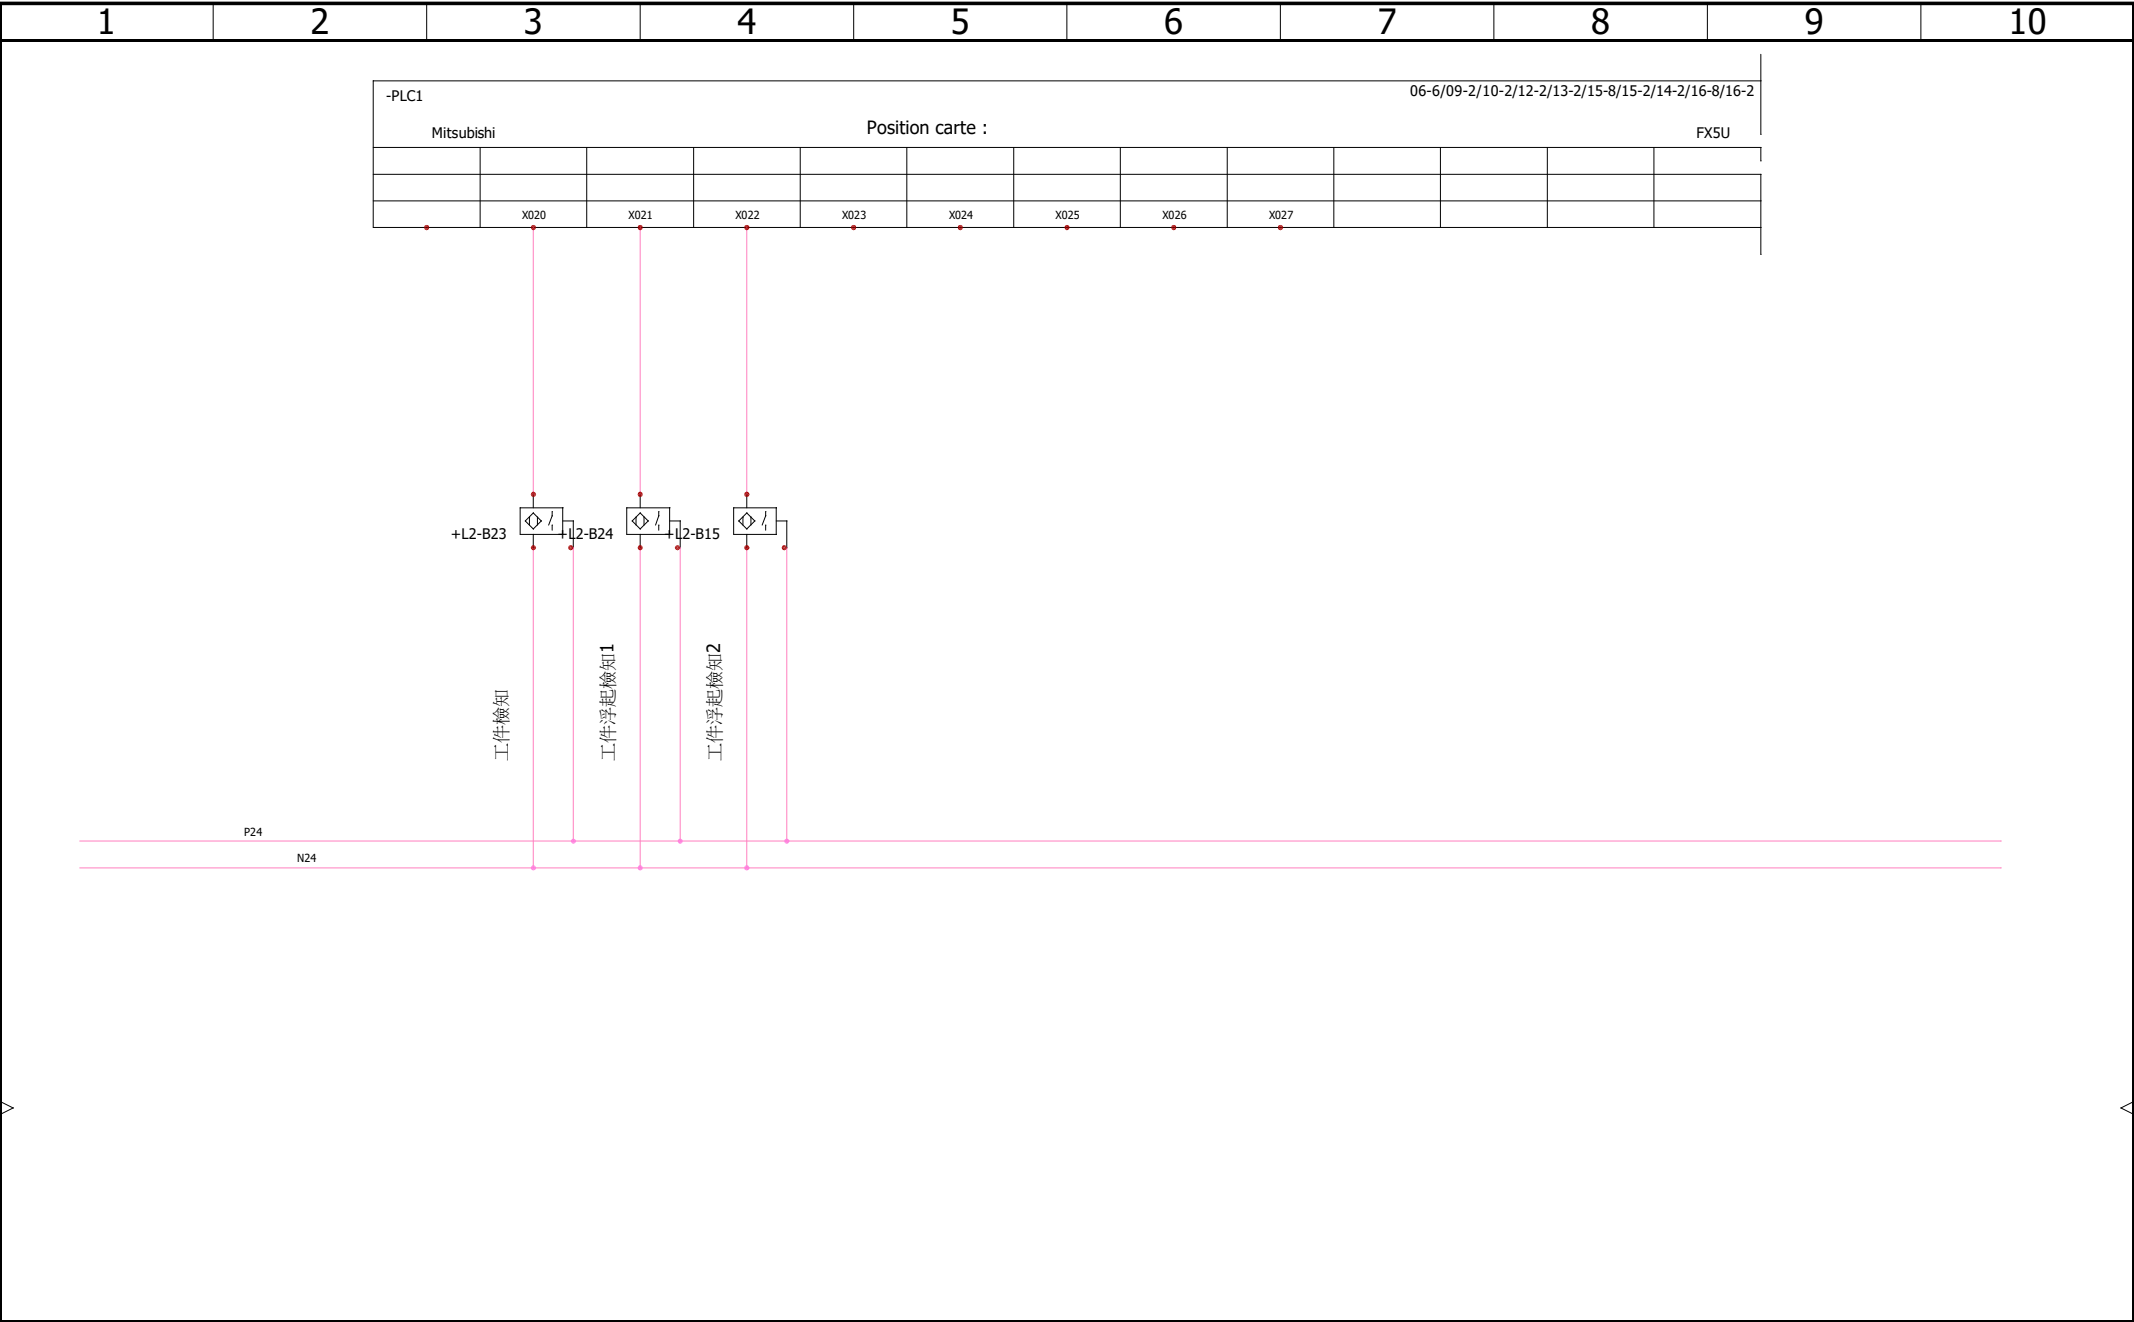 1 2 3 4 5 6 7 8 9 10
-PLC1 06-6/09-2/10-2/12-2/13-2/15-8/15-2/14-2/16-8/16-2
Mitsubishi Position carte : FX5U
X020 X021 X022 X023 X024 X025 X026 X027
+L2-B23 +L2-B24 +L2-B15
工件檢知
工件浮起檢知1
工件浮起檢知2
P24
N24